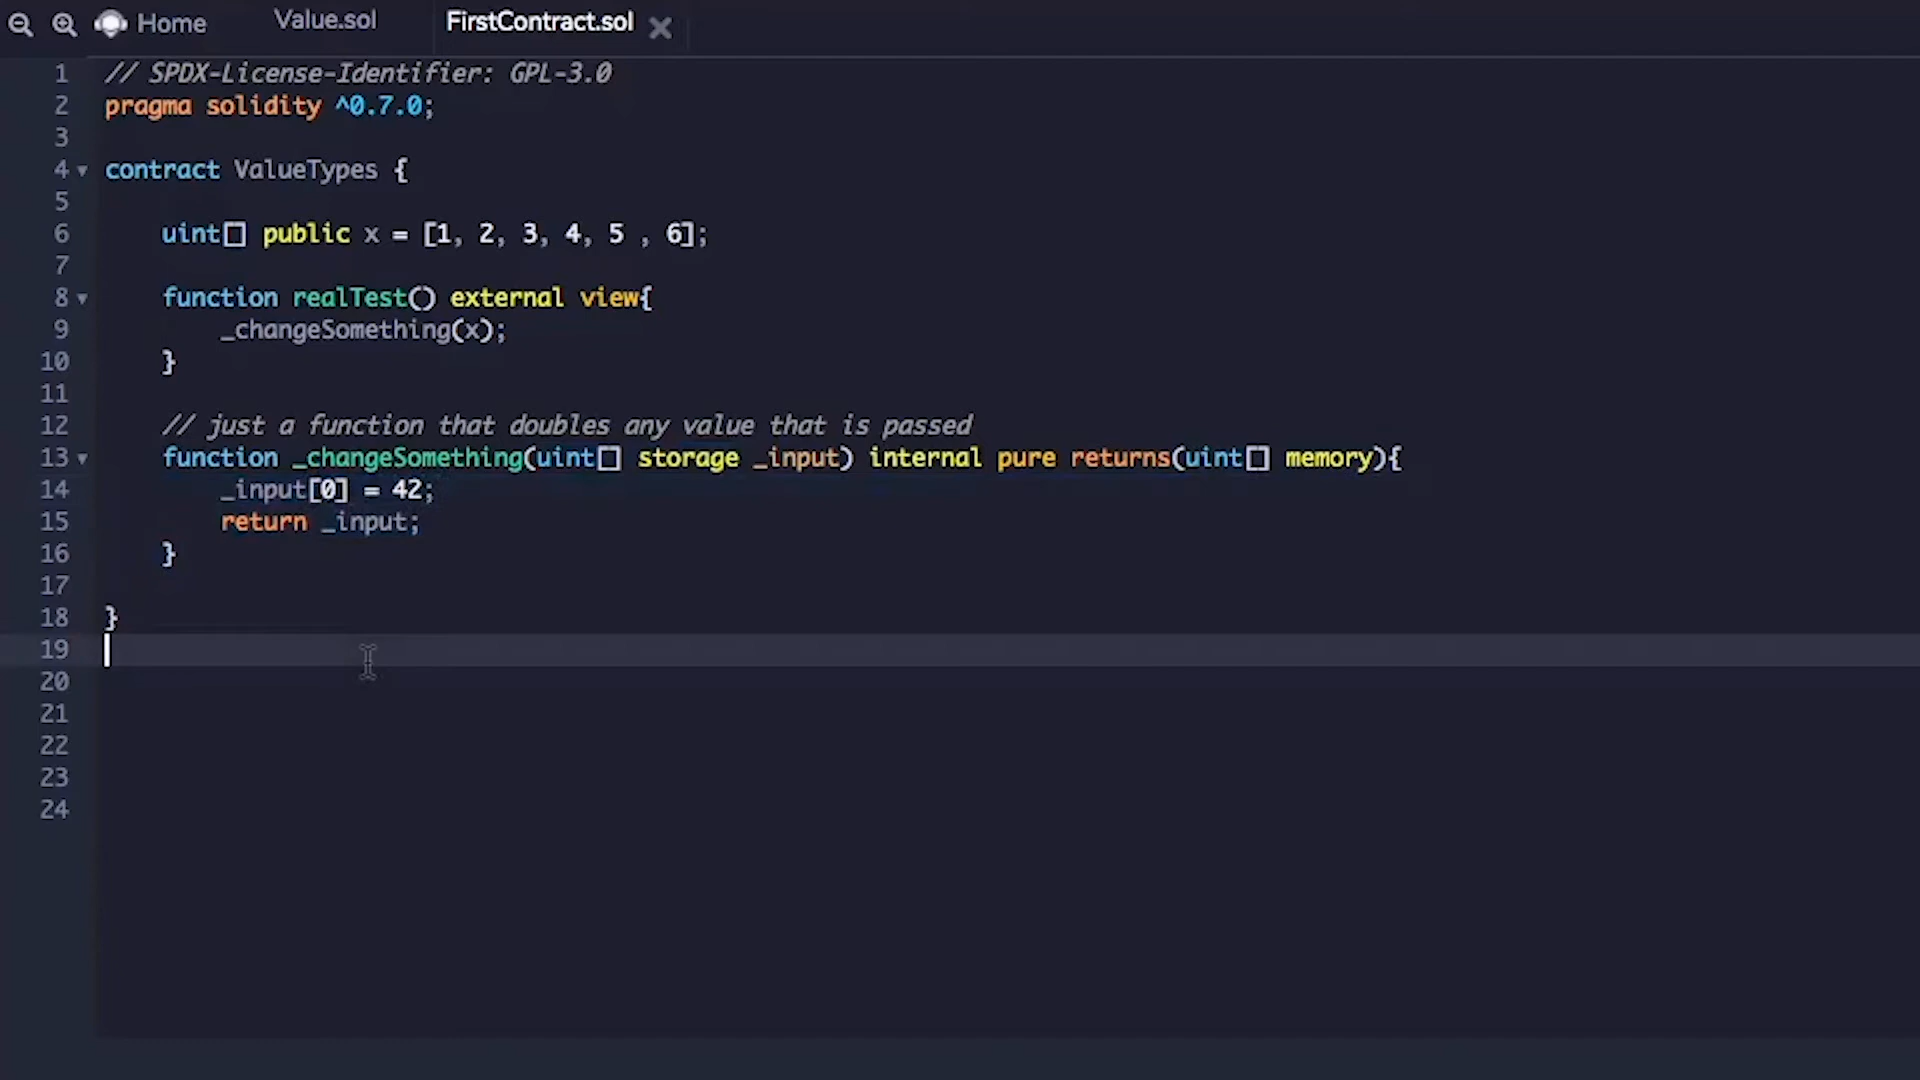 Home Value.sol FirstContract.sol
1 // SPDX-License-Identifier: GPL-3.0
2 pragma solidity ^0.7.0;
3
4 contract ValueTypes {
5
6 uint[] public x = [1, 2, 3, 4, 5 , 6];
7
8 function realTest() external view{
9 _changeSomething(x);
10 }
11
12 // just a function that doubles any value that is passed
13 function _changeSomething(uint[] storage _input) internal pure returns(uint[] memory){
14 _input[0] = 42;
15 return _input;
16 }
17
18 }
19
20
21
22
23
24